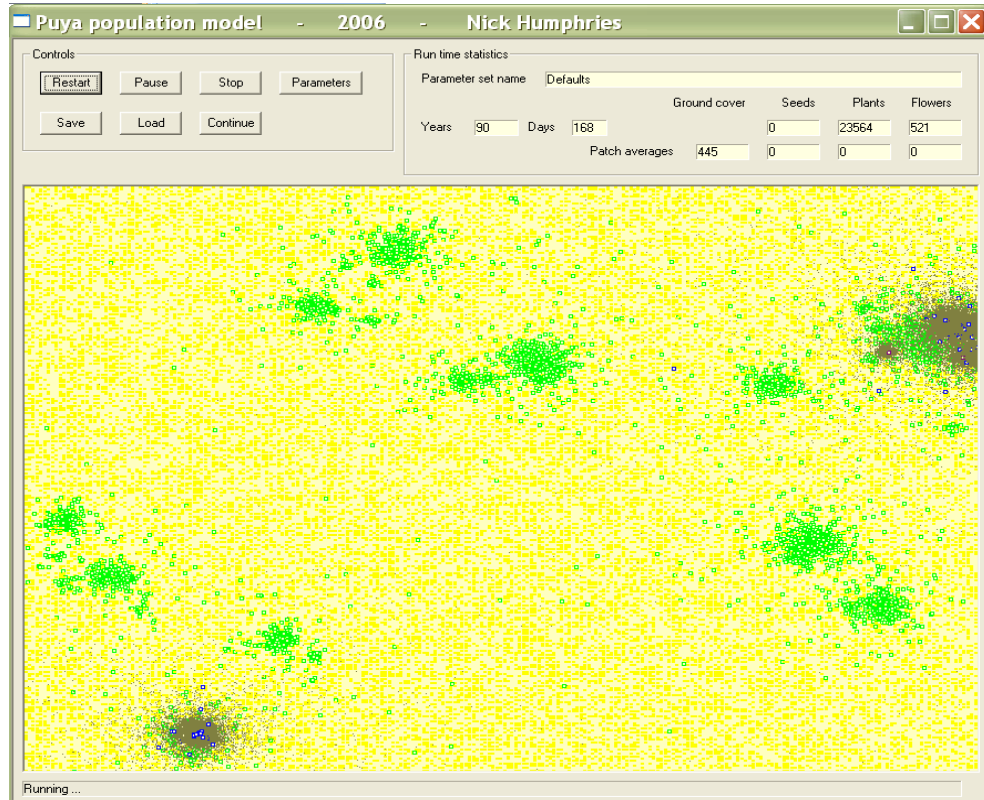 Puya population model - 2006 - Nick Humphries
Controls
Restart Pause Stop Parameters
Save Load Continue
Run time statistics
Parameter set name Defaults
Ground cover Seeds Plants Flowers
Years 90 Days 168 0 23564 521
Patch averages 445 0 0 0
Running ...